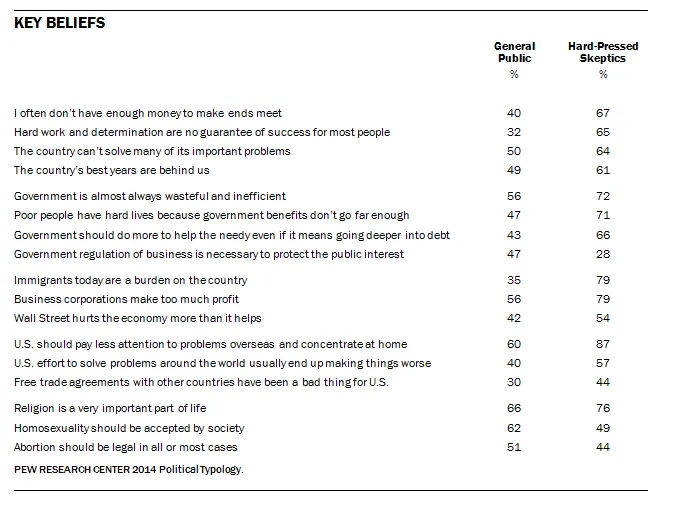 KEY BELIEFS
General Public Hard-Pressed Skeptics
% %
I often don't have enough money to make ends meet 40 67
Hard work and determination are no guarantee of success for most people 32 65
The country can't solve many of its important problems 50 64
The country's best years are behind us 49 61
Government is almost always wasteful and inefficient 56 72
Poor people have hard lives because government benefits don't go far enough 47 71
Government should do more to help the needy even if it means going deeper into debt 43 66
Government regulation of business is necessary to protect the public interest 47 28
Immigrants today are a burden on the country 35 79
Business corporations make too much profit 56 79
Wall Street hurts the economy more than it helps 42 54
U.S. should pay less attention to problems overseas and concentrate at home 60 87
U.S. effort to solve problems around the world usually end up making things worse 40 57
Free trade agreements with other countries have been a bad thing for U.S. 30 44
Religion is a very important part of life 66 76
Homosexuality should be accepted by society 62 49
Abortion should be legal in all or most cases 51 44
PEW RESEARCH CENTER 2014 Political Typology.